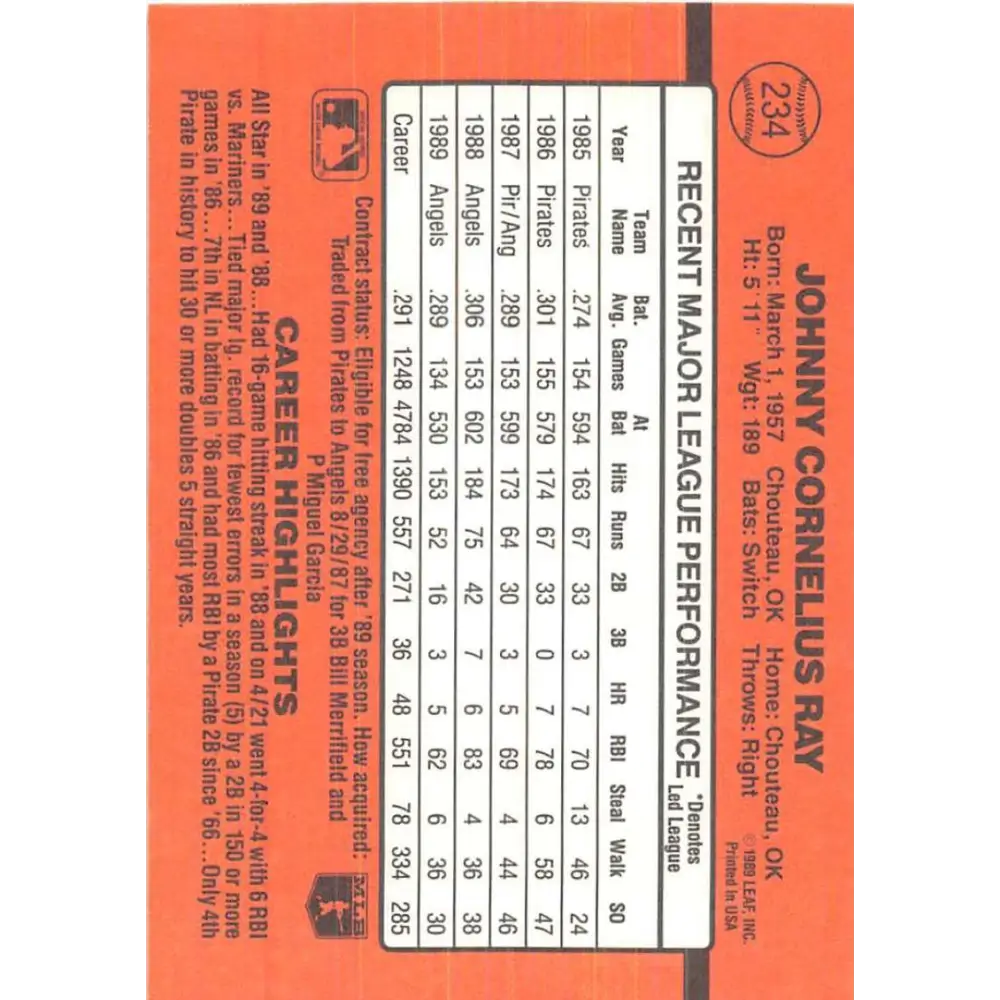 234
JOHNNY CORNELIUS RAY
Born: March 1, 1957 Chouteau, OK Home: Chouteau, OK
Ht: 5'11" Wgt: 189 Bats: Switch Throws: Right
© 1989 LEAF, INC.
Printed in USA
RECENT MAJOR LEAGUE PERFORMANCE *Denotes Led League
Year Team Name Bat. Avg. Games At Bat Hits Runs 2B 3B HR RBI Steal Walk SO
1985 Pirates .274 154 594 163 67 33 3 7 70 13 46 24
1986 Pirates .301 155 579 174 67 33 0 7 78 6 58 47
1987 Pir/Ang .289 153 599 173 64 30 3 5 69 4 44 46
1988 Angels .306 153 602 184 75 42 7 6 83 4 36 38
1989 Angels .289 134 530 153 52 16 3 5 62 6 36 30
Career .291 1248 4784 1390 557 271 36 48 551 78 334 285
Contract status: Eligible for free agency after '89 season. How acquired:
Traded from Pirates to Angels 8/29/87 for 3B Bill Merrifield and
P Miguel Garcia
MLB
CAREER HIGHLIGHTS
All Star in '89 and '88...Had 16-game hitting streak in '88 and on 4/21 went 4-for-4 with 6 RBI
vs. Mariners...Tied major lg. record for fewest errors in a season (5) by a 2B in 150 or more
games in '86...7th in NL in batting in '86 and had most RBI by a Pirate 2B since '66...Only 4th
Pirate in history to hit 30 or more doubles 5 straight years.